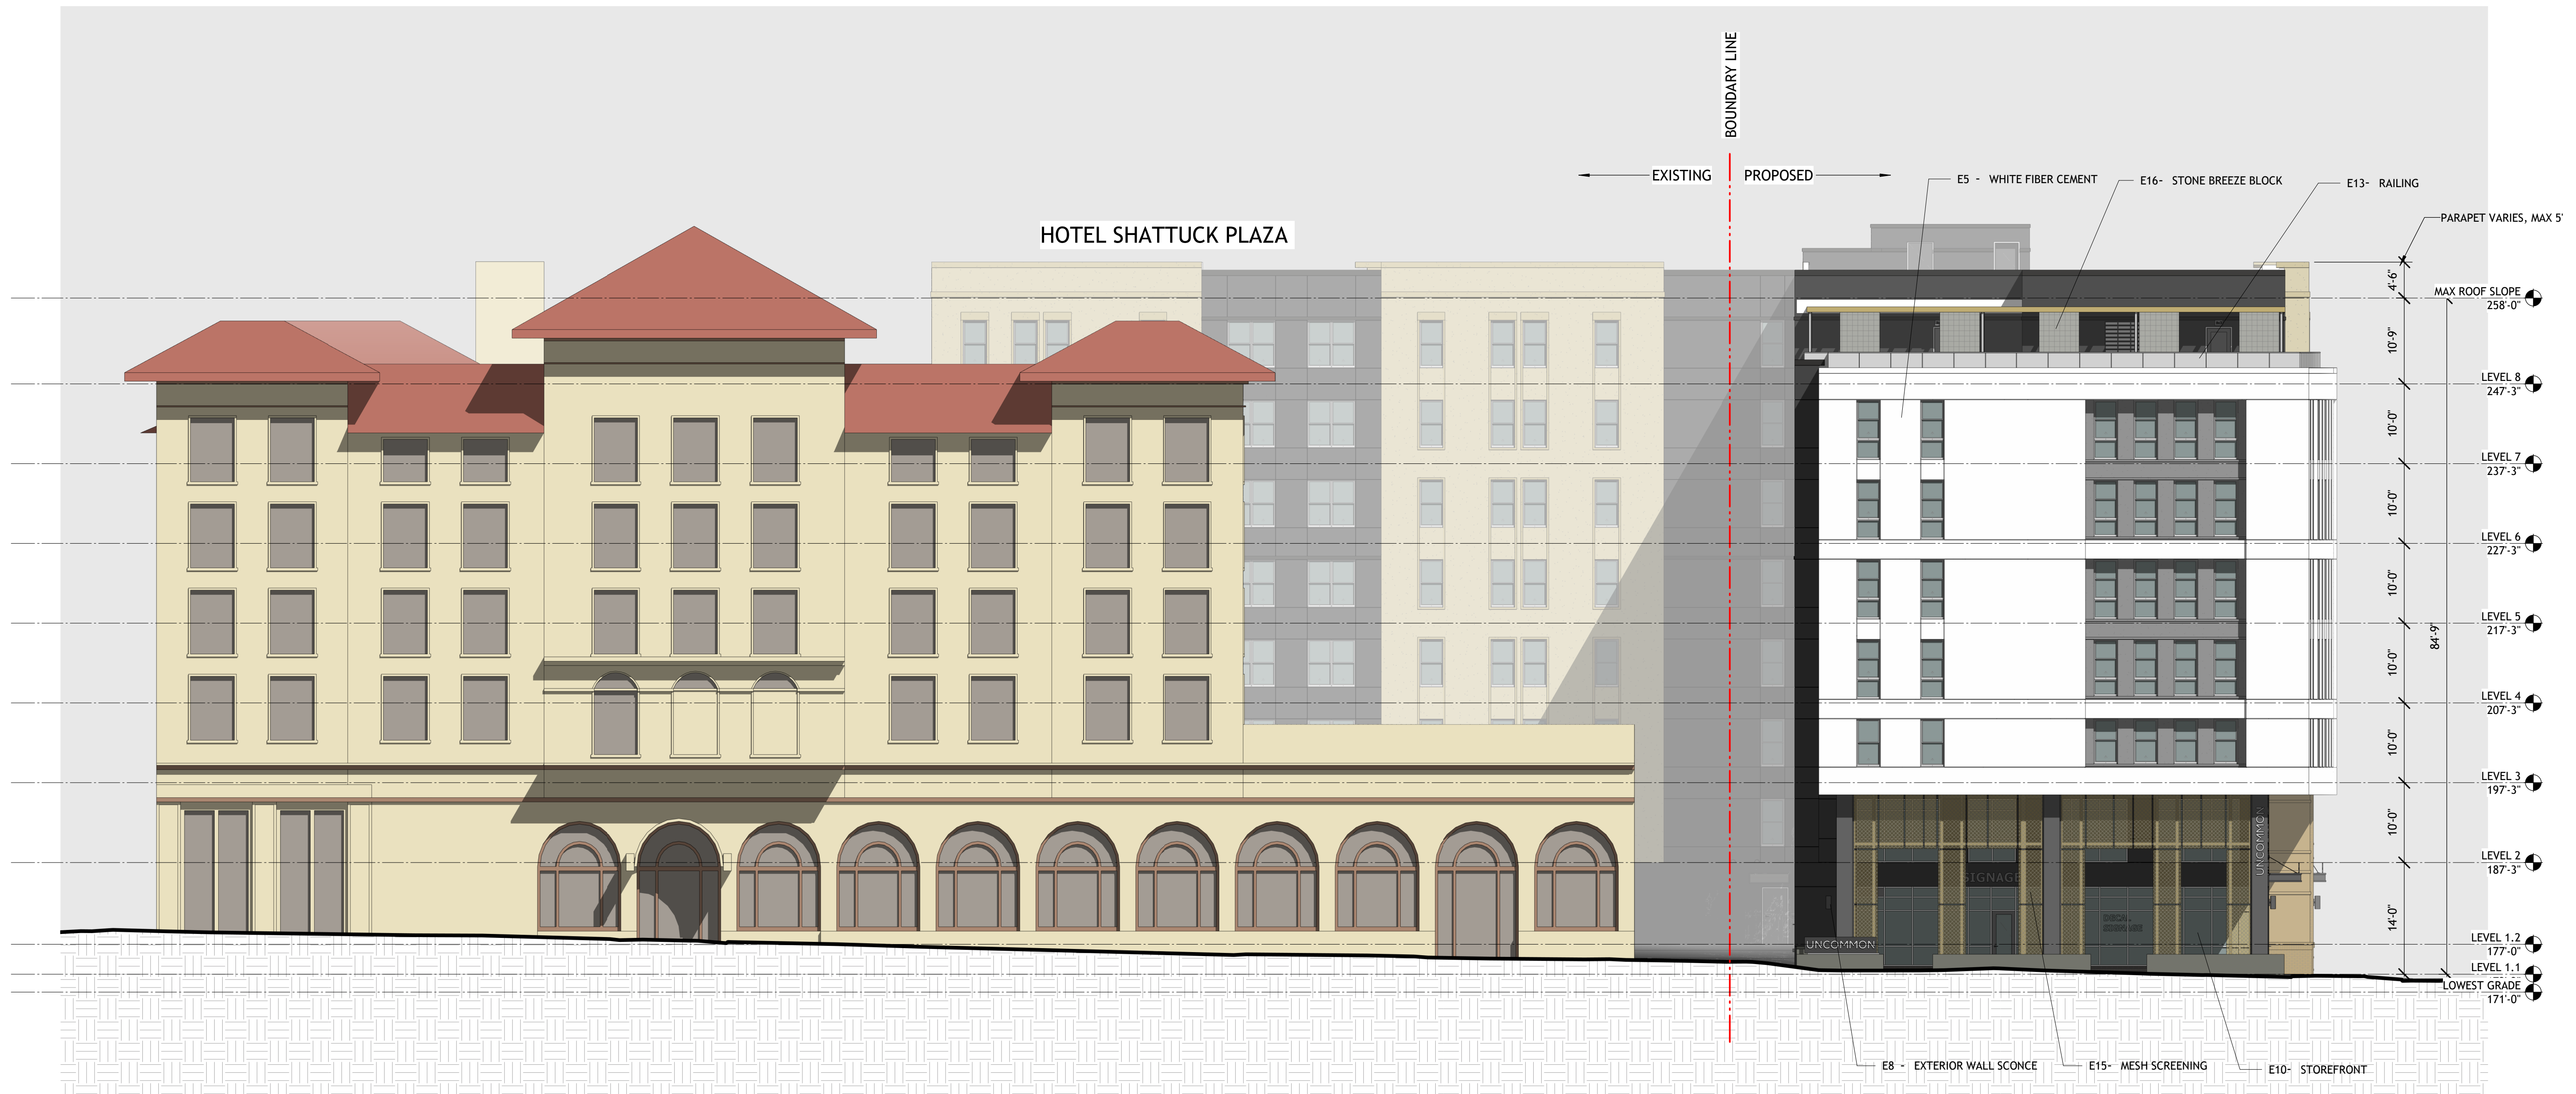 BOUNDARY LINE
EXISTING
PROPOSED
E5 - WHITE FIBER CEMENT
E16- STONE BREEZE BLOCK
E13- RAILING
PARAPET VARIES, MAX 5'
HOTEL SHATTUCK PLAZA
4'-6"
MAX ROOF SLOPE
258'-0"
10'-9"
LEVEL 8
247'-3"
10'-0"
LEVEL 7
237'-3"
10'-0"
LEVEL 6
227'-3"
10'-0"
LEVEL 5
217'-3"
84'-9"
10'-0"
LEVEL 4
207'-3"
10'-0"
LEVEL 3
197'-3"
10'-0"
UNCOMMON
LEVEL 2
187'-3"
SIGNAGE
14'-0"
DECAL
SIGNAGE
LEVEL 1.2
177'-0"
UNCOMMON
LEVEL 1.1
LOWEST GRADE
171'-0"
E8 - EXTERIOR WALL SCONCE
E15- MESH SCREENING
E10- STOREFRONT